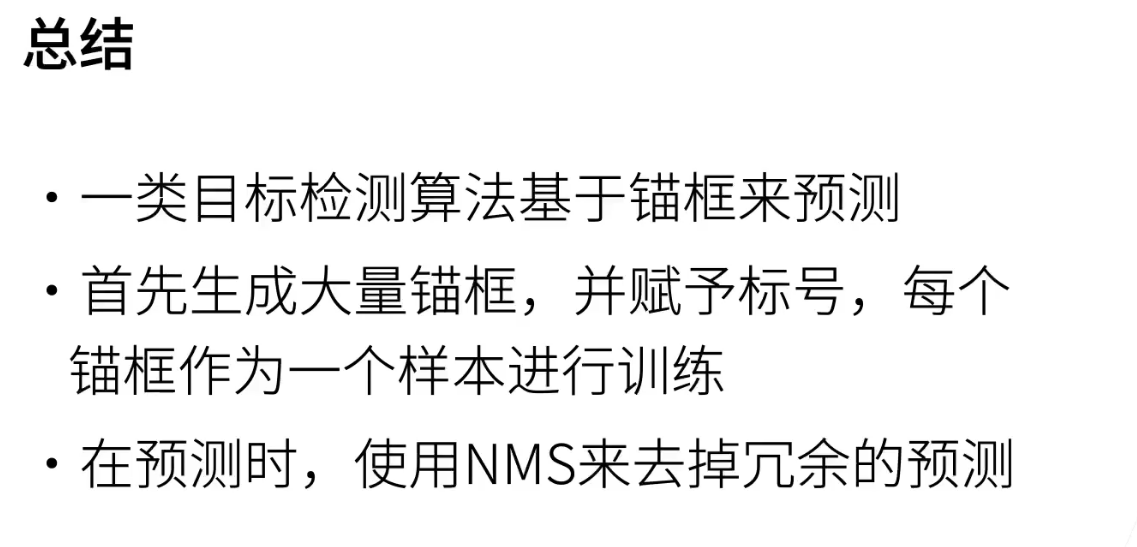 总结
• 一类目标检测算法基于锚框来预测
• 首先生成大量锚框，并赋予标号，每个
锚框作为一个样本进行训练
• 在预测时，使用NMS来去掉冗余的预测